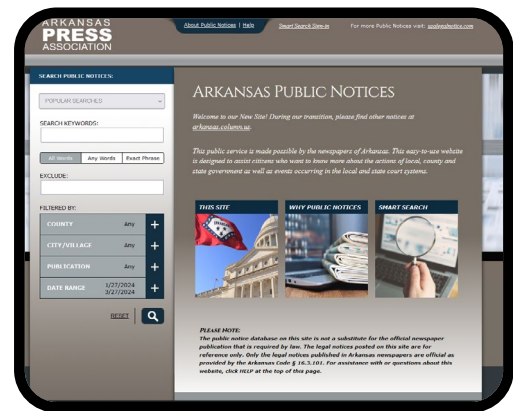 ARKANSAS
PRESS
ASSOCIATION
About Public Notices | Help
Smart Search Sign-in
For more Public Notices visit: usalegalnotice.com
SEARCH PUBLIC NOTICES:
POPULAR SEARCHES
SEARCH KEYWORDS:
All Words Any Words Exact Phrase
EXCLUDE:
FILTERED BY:
COUNTY Any +
CITY/VILLAGE Any +
PUBLICATION Any +
DATE RANGE 1/27/2024 +
3/27/2024
RESET
ARKANSAS PUBLIC NOTICES
Welcome to our New Site! During our transition, please find other notices at
arkansas.column.us.
This public service is made possible by the newspapers of Arkansas. This easy-to-use website
is designed to assist citizens who want to know more about the actions of local, county and
state government as well as events occurring in the local and state court systems.
THIS SITE
WHY PUBLIC NOTICES
SMART SEARCH
PLEASE NOTE:
The public notice database on this site is not a substitute for the official newspaper
publication that is required by law. The legal notices posted on this site are for
reference only. Only the legal notices published in Arkansas newspapers are official as
provided by the Arkansas Code § 16.3.101. For assistance with or questions about this
website, click HELP at the top of this page.